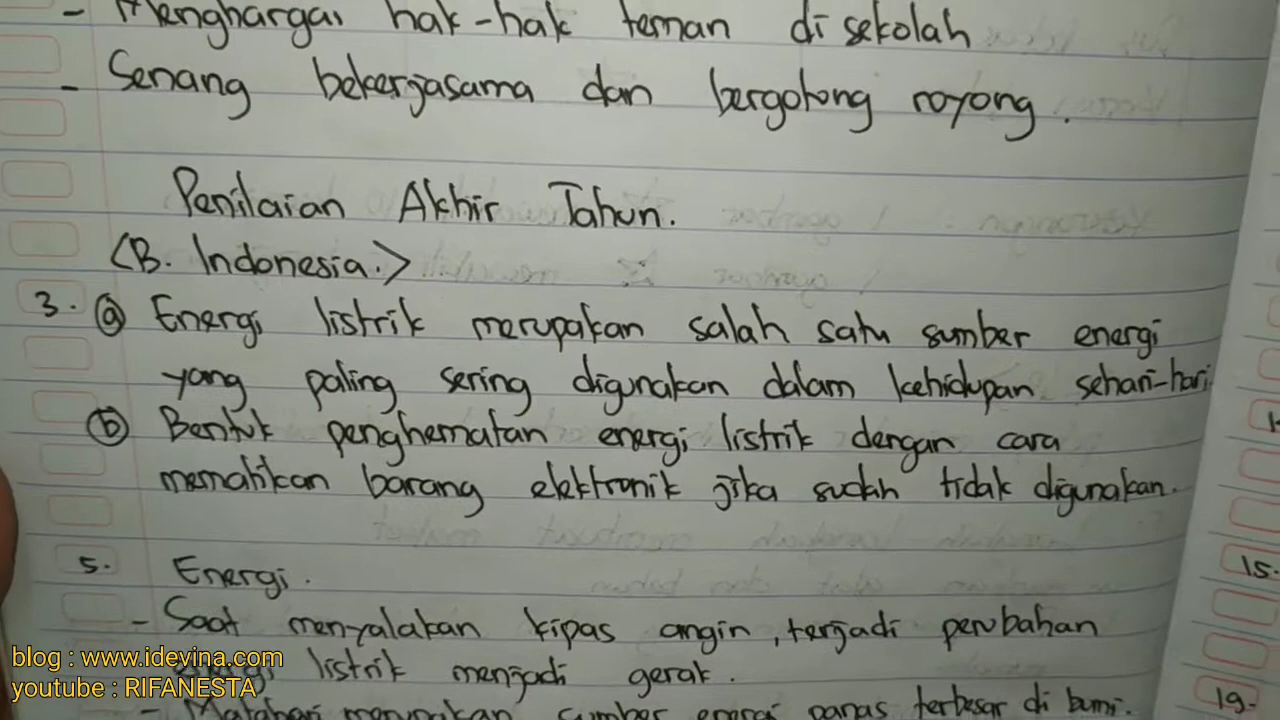 - Menghargai hak-hak teman di sekolah
- Senang bekerjasama dan bergotong royong.
Penilaian Akhir Tahun.
<B. Indonesia.>
3. ⓐ Energi listrik merupakan salah satu sumber energi
yang paling sering digunakan dalam kehidupan sehari-hari
ⓑ Bentuk penghematan energi listrik dengan cara
mematikan barang elektronik jika sudah tidak digunakan.
5. Energi.
- Saat menyalakan kipas angin, terjadi perubahan
energi listrik menjadi gerak.
- Matahari merupakan sumber energi panas terbesar di bumi.
15.
19.
blog : www.idevina.com
youtube : RIFANESTA